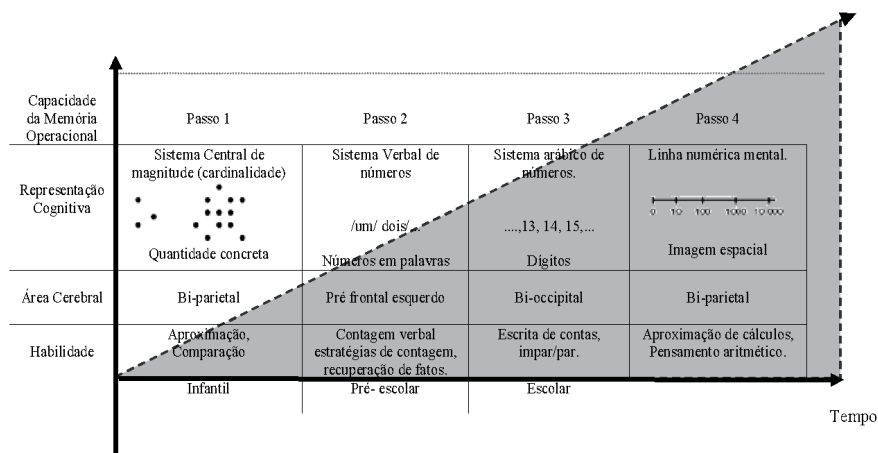 Capacidade
da Memória
Operacional
Passo 1
Passo 2
Passo 3
Passo 4
Representação
Cognitiva
Sistema Central de
magnitude (cardinalidade)
Quantidade concreta
Sistema Verbal de
números
/um/ dois/...
Números em palavras
Sistema arábico de
números.
....,13, 14, 15,...
Dígitos
Linha numérica mental.
0 10 100 1000 10 000
Imagem espacial
Área Cerebral
Bi-parietal
Pré frontal esquerdo
Bi-occipital
Bi-parietal
Habilidade
Aproximação,
Comparação
Contagem verbal
estratégias de contagem,
recuperação de fatos.
Escrita de contas,
impar/par.
Aproximação de cálculos,
Pensamento aritmético.
Infantil
Pré- escolar
Escolar
Tempo